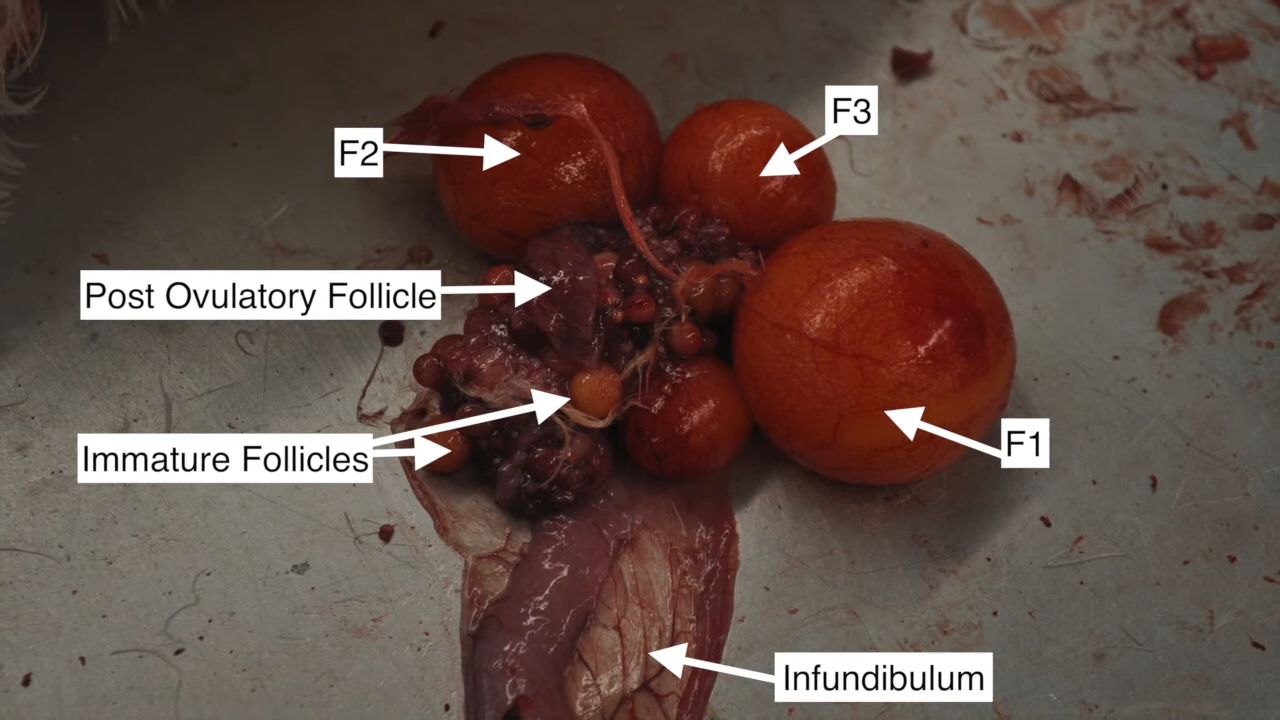 F3
F2
Post Ovulatory Follicle
Immature Follicles
F1
Infundibulum